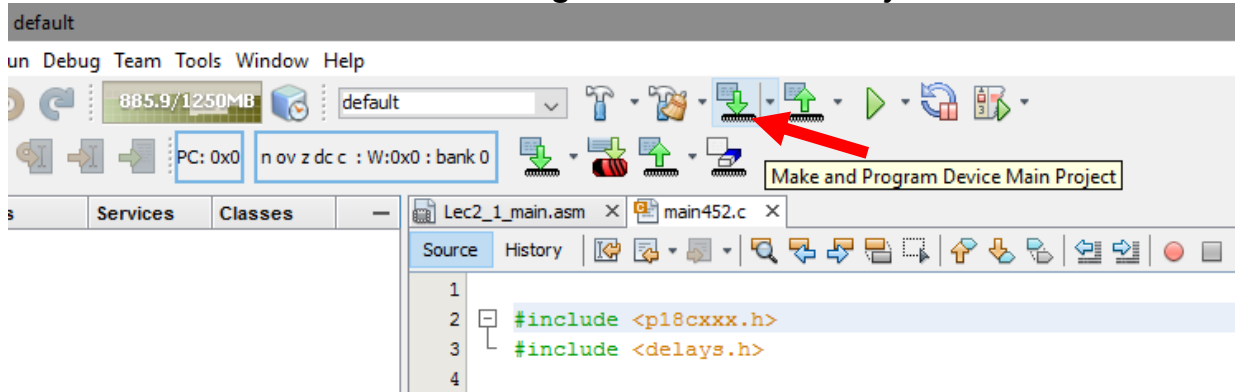 default
un Debug Team Tools Window Help
885.9/1250MB
default
PC: 0x0
n ov z dc c : W:0x0 : bank 0
Make and Program Device Main Project
s
Services
Classes
Lec2_1_main.asm
main452.c
Source
History
1
2 #include <p18cxxx.h>
3 #include <delays.h>
4